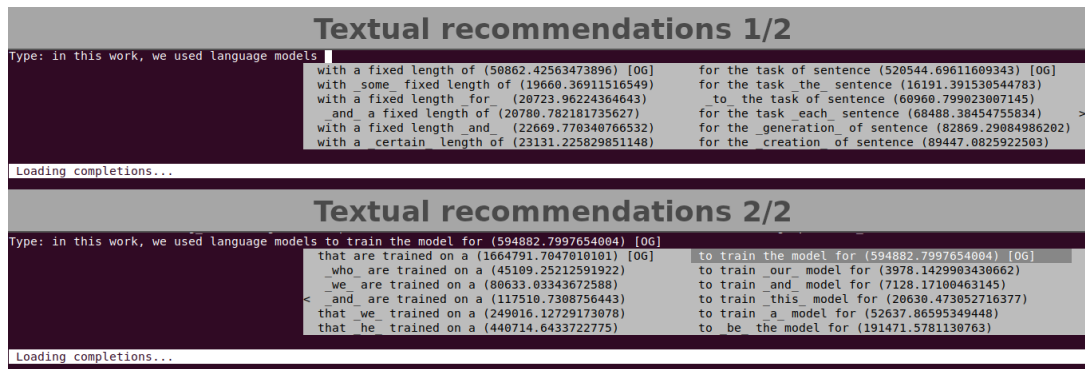 Textual recommendations 1/2
Type: in this work, we used language models
with a fixed length of (50862.42563473896) [OG] for the task of sentence (520544.69611609343) [OG]
with _some_ fixed length of (19660.36911516549) for the task _the_ sentence (16191.391530544783)
with a fixed length _for_ (20723.96224364643) _to_ the task of sentence (60960.799023007145)
_and_ a fixed length of (20780.782181735627) for the task _each_ sentence (68488.38454755834) >
with a fixed length _and_ (22669.770340766532) for the _generation_ of sentence (82869.29084986202)
with a _certain_ length of (23131.225829851148) for the _creation_ of sentence (89447.0825922503)
Loading completions...
Textual recommendations 2/2
Type: in this work, we used language models to train the model for (594882.7997654004) [OG]
that are trained on a (1664791.7047010101) [OG] to train the model for (594882.7997654004) [OG]
_who_ are trained on a (45109.25212591922) to train _our_ model for (3978.1429903430662)
_we_ are trained on a (80633.03343672588) to train _and_ model for (7128.17100463145)
< _and_ are trained on a (117510.7308756443) to train _this_ model for (20630.473052716377)
that _we_ trained on a (249016.12729173078) to train _a_ model for (52637.86595349448)
that _he_ trained on a (440714.6433722775) to _be_ the model for (191471.5781130763)
Loading completions...